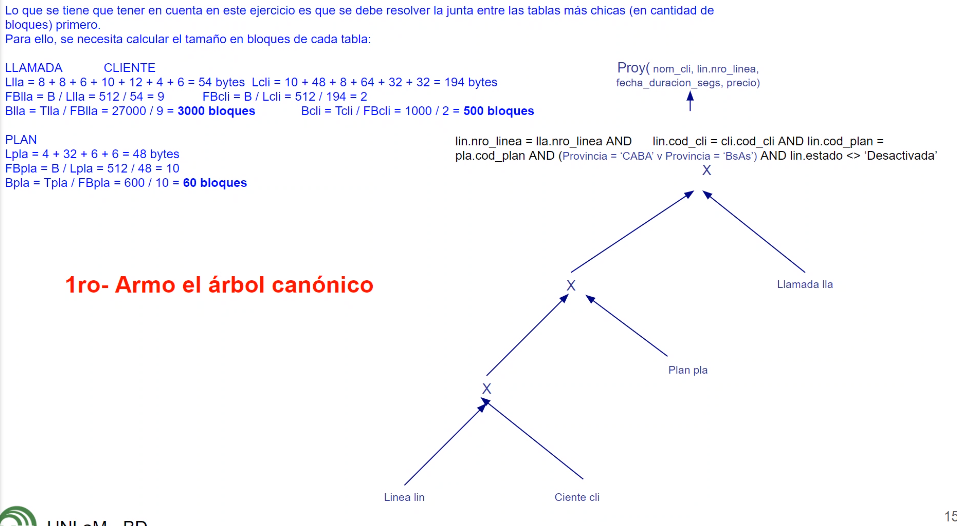 Lo que se tiene que tener en cuenta en este ejercicio es que se debe resolver la junta entre las tablas más chicas (en cantidad de
bloques) primero.
Para ello, se necesita calcular el tamaño en bloques de cada tabla:
LLAMADA CLIENTE
Llla = 8 + 8 + 6 + 10 + 12 + 4 + 6 = 54 bytes Lcli = 10 + 48 + 8 + 64 + 32 + 32 = 194 bytes
FBlla = B / Llla = 512 / 54 = 9 FBcli = B / Lcli = 512 / 194 = 2
Blla = Tlla / FBlla = 27000 / 9 = 3000 bloques Bcli = Tcli / FBcli = 1000 / 2 = 500 bloques
PLAN
Lpla = 4 + 32 + 6 + 6 = 48 bytes
FBpla = B / Lpla = 512 / 48 = 10
Bpla = Tpla / FBpla = 600 / 10 = 60 bloques
Proy( nom_cli, lin.nro_linea,
fecha_duracion_segs, precio)
lin.nro_linea = lla.nro_linea AND lin.cod_cli = cli.cod_cli AND lin.cod_plan =
pla.cod_plan AND (Provincia = ‘CABA’ v Provincia = ‘BsAs’) AND lin.estado <> ‘Desactivada’
X
1ro- Armo el árbol canónico
X
Llamada lla
Plan pla
X
Linea lin
Ciente cli
15